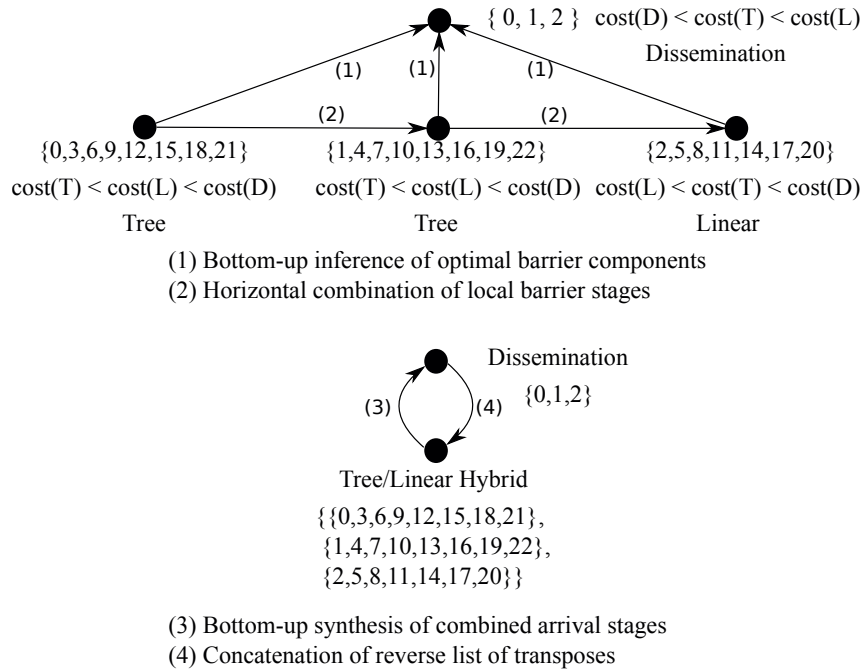 { 0, 1, 2 } cost(D) < cost(T) < cost(L)
Dissemination
(1) (1) (1)
(2) (2)
{0,3,6,9,12,15,18,21} {1,4,7,10,13,16,19,22} {2,5,8,11,14,17,20}
cost(T) < cost(L) < cost(D) cost(T) < cost(L) < cost(D) cost(L) < cost(T) < cost(D)
Tree Tree Linear
(1) Bottom-up inference of optimal barrier components
(2) Horizontal combination of local barrier stages
Dissemination
{0,1,2}
(3) (4)
Tree/Linear Hybrid
{{0,3,6,9,12,15,18,21},
{1,4,7,10,13,16,19,22},
{2,5,8,11,14,17,20}}
(3) Bottom-up synthesis of combined arrival stages
(4) Concatenation of reverse list of transposes